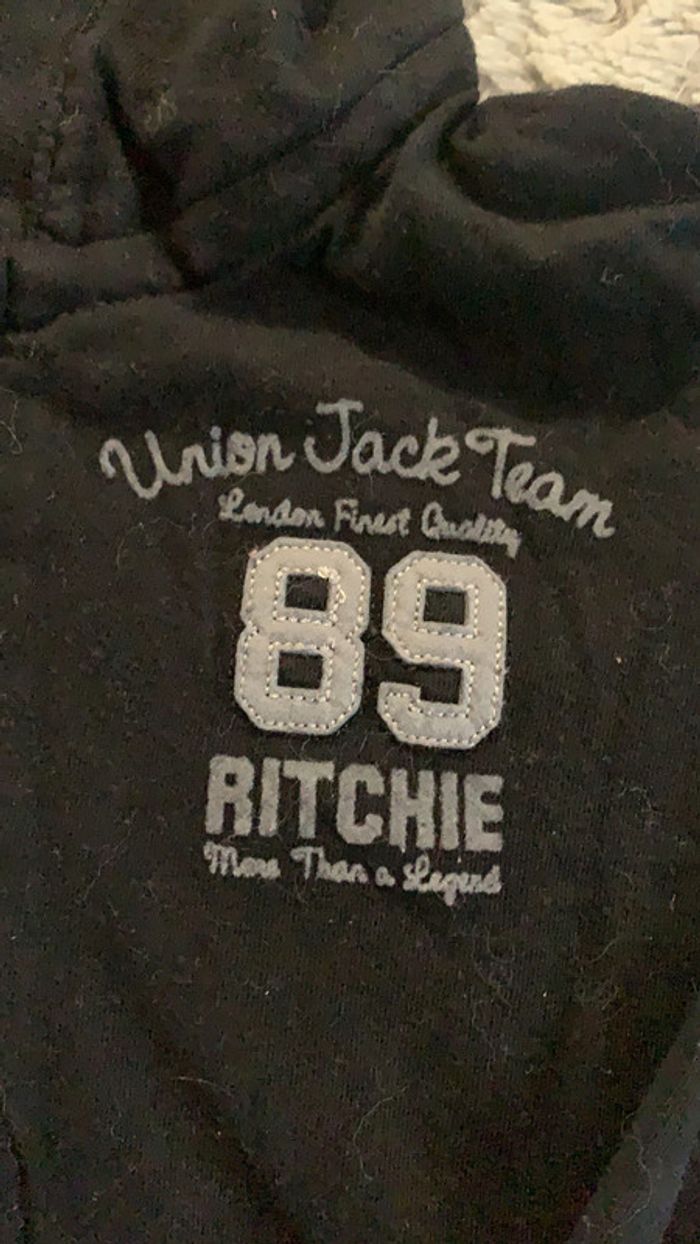 Union Jack Team
London Finest Quality
89
RITCHIE
More Than a Legend